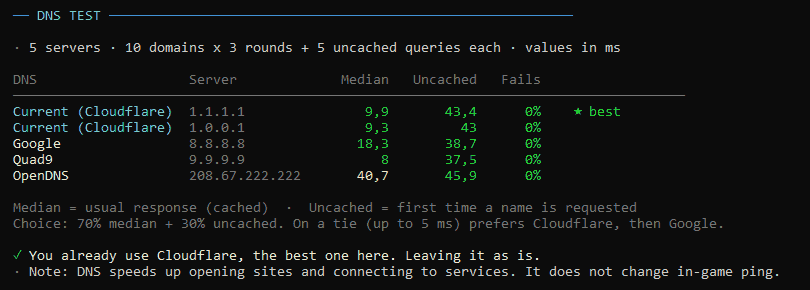 DNS TEST
· 5 servers · 10 domains x 3 rounds + 5 uncached queries each · values in ms
DNS Server Median Uncached Fails
Current (Cloudflare) 1.1.1.1 9,9 43,4 0% ★ best
Current (Cloudflare) 1.0.0.1 9,3 43 0%
Google 8.8.8.8 18,3 38,7 0%
Quad9 9.9.9.9 8 37,5 0%
OpenDNS 208.67.222.222 40,7 45,9 0%
Median = usual response (cached) · Uncached = first time a name is requested
Choice: 70% median + 30% uncached. On a tie (up to 5 ms) prefers Cloudflare, then Google.
✓ You already use Cloudflare, the best one here. Leaving it as is.
· Note: DNS speeds up opening sites and connecting to services. It does not change in-game ping.